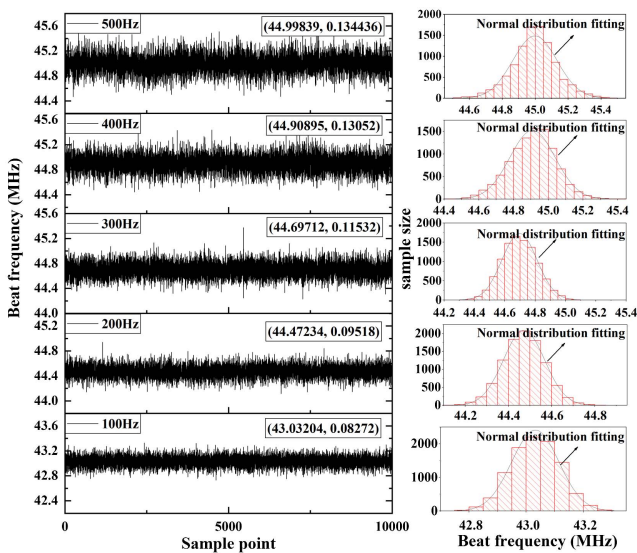 Beat frequency (MHz)
45.6
45.2
44.8
44.4
500Hz
(44.99839, 0.134436)
45.6
45.2
44.8
44.4
400Hz
(44.90895, 0.13052)
45.6
45.2
44.8
44.4
44.0
300Hz
(44.69712, 0.11532)
45.2
44.8
44.4
44.0
200Hz
(44.47234, 0.09518)
43.6
43.2
42.8
42.4
100Hz
(43.03204, 0.08272)
0 5000 10000
Sample point
sample size
2000
1500
1000
500
0
Normal distribution fitting
44.6 44.8 45.0 45.2 45.4
1500
1000
500
0
Normal distribution fitting
44.4 44.6 44.8 45.0 45.2 45.4
2000
1500
1000
500
0
Normal distribution fitting
44.2 44.4 44.6 44.8 45.0 45.2 45.4
2000
1500
1000
500
0
Normal distribution fitting
44.2 44.4 44.6 44.8
2000
1000
0
Normal distribution fitting
42.8 43.0 43.2
Beat frequency (MHz)